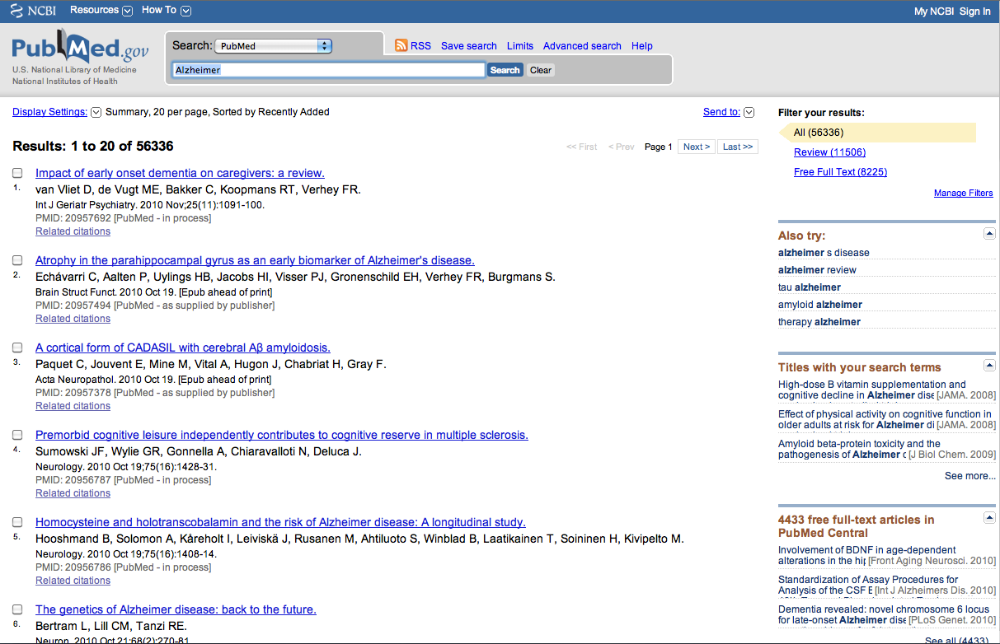 NCBI Resources How To My NCBI Sign In
PubMed.gov
U.S. National Library of Medicine
National Institutes of Health
Search: PubMed
RSS Save search Limits Advanced search Help
Alzheimer Search Clear
Display Settings: Summary, 20 per page, Sorted by Recently Added
Send to:
Results: 1 to 20 of 56336
<< First < Prev Page 1 Next > Last >>
1. Impact of early onset dementia on caregivers: a review.
van Vliet D, de Vugt ME, Bakker C, Koopmans RT, Verhey FR.
Int J Geriatr Psychiatry. 2010 Nov;25(11):1091-100.
PMID: 20957692 [PubMed - in process]
Related citations
2. Atrophy in the parahippocampal gyrus as an early biomarker of Alzheimer's disease.
Echávarri C, Aalten P, Uylings HB, Jacobs HI, Visser PJ, Gronenschild EH, Verhey FR, Burgmans S.
Brain Struct Funct. 2010 Oct 19. [Epub ahead of print]
PMID: 20957494 [PubMed - as supplied by publisher]
Related citations
3. A cortical form of CADASIL with cerebral Aβ amyloidosis.
Paquet C, Jouvent E, Mine M, Vital A, Hugon J, Chabriat H, Gray F.
Acta Neuropathol. 2010 Oct 19. [Epub ahead of print]
PMID: 20957378 [PubMed - as supplied by publisher]
Related citations
4. Premorbid cognitive leisure independently contributes to cognitive reserve in multiple sclerosis.
Sumowski JF, Wylie GR, Gonnella A, Chiaravalloti N, Deluca J.
Neurology. 2010 Oct 19;75(16):1428-31.
PMID: 20956787 [PubMed - in process]
Related citations
5. Homocysteine and holotranscobalamin and the risk of Alzheimer disease: A longitudinal study.
Hooshmand B, Solomon A, Kåreholt I, Leiviskä J, Rusanen M, Ahtiluoto S, Winblad B, Laatikainen T, Soininen H, Kivipelto M.
Neurology. 2010 Oct 19;75(16):1408-14.
PMID: 20956786 [PubMed - in process]
Related citations
6. The genetics of Alzheimer disease: back to the future.
Bertram L, Lill CM, Tanzi RE.
Neuron. 2010 Oct 21;68(2):270-81.
Filter your results:
All (56336)
Review (11506)
Free Full Text (8225)
Manage Filters
Also try:
alzheimer s disease
alzheimer review
tau alzheimer
amyloid alzheimer
therapy alzheimer
Titles with your search terms
High-dose B vitamin supplementation and
cognitive decline in Alzheimer dise [JAMA. 2008]
Effect of physical activity on cognitive function in
older adults at risk for Alzheimer di [JAMA. 2008]
Amyloid beta-protein toxicity and the
pathogenesis of Alzheimer c [J Biol Chem. 2009]
See more...
4433 free full-text articles in
PubMed Central
Involvement of BDNF in age-dependent
alterations in the hip [Front Aging Neurosci. 2010]
Standardization of Assay Procedures for
Analysis of the CSF E [Int J Alzheimers Dis. 2010]
Dementia revealed: novel chromosome 6 locus
for late-onset Alzheimer dise [PLoS Genet. 2010]
See all (4433)